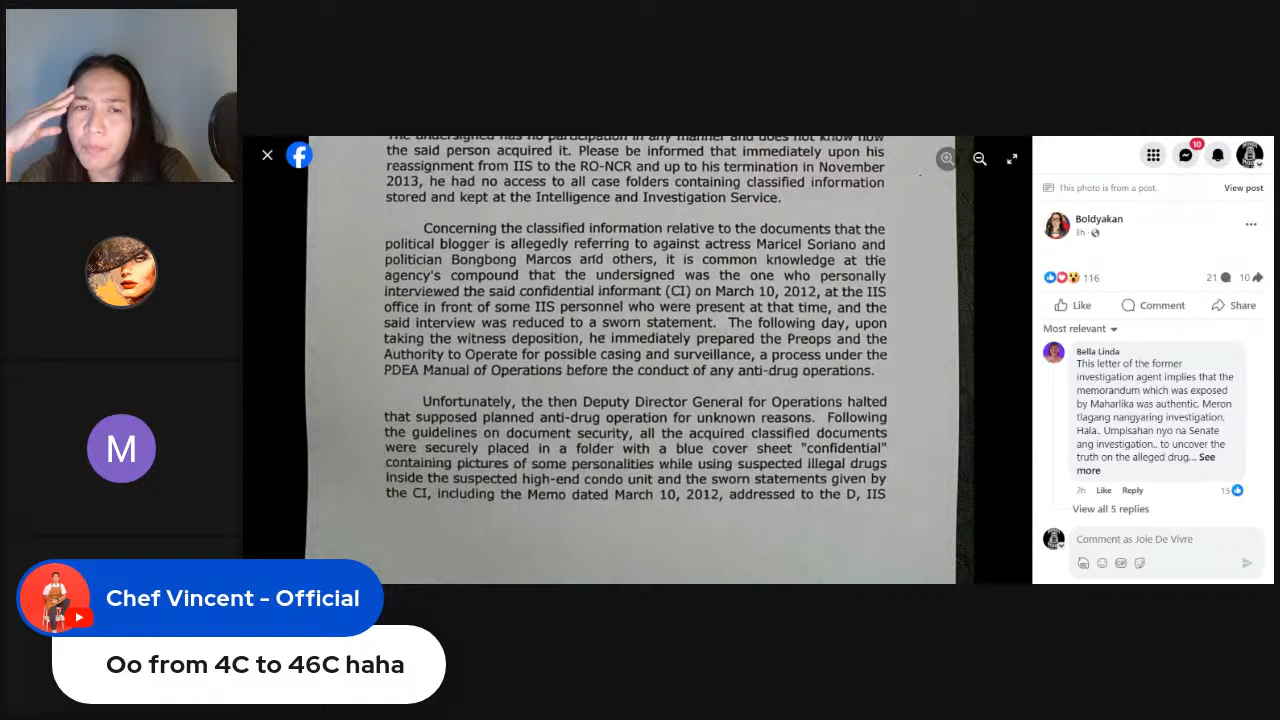 The undersigned has no participation in any manner and does not know how
the said person acquired it. Please be informed that immediately upon his
reassignment from IIS to the RO-NCR and up to his termination in November
2013, he had no access to all case folders containing classified information
stored and kept at the Intelligence and Investigation Service.
Concerning the classified information relative to the documents that the
political blogger is allegedly referring to against actress Maricel Soriano and
politician Bongbong Marcos and others, it is common knowledge at the
agency's compound that the undersigned was the one who personally
interviewed the said confidential informant (CI) on March 10, 2012, at the IIS
office in front of some IIS personnel who were present at that time, and the
said interview was reduced to a sworn statement. The following day, upon
taking the witness deposition, he immediately prepared the Preops and the
Authority to Operate for possible casing and surveillance, a process under the
PDEA Manual of Operations before the conduct of any anti-drug operations.
Unfortunately, the then Deputy Director General for Operations halted
that supposed planned anti-drug operation for unknown reasons. Following
the guidelines on document security, all the acquired classified documents
were securely placed in a folder with a blue cover sheet "confidential"
containing pictures of some personalities while using suspected illegal drugs
inside the suspected high-end condo unit and the sworn statements given by
the CI, including the Memo dated March 10, 2012, addressed to the D, IIS
10
This photo is from a post.
View post
Boldyakan
3h
116
21
10
Like
Comment
Share
Most relevant
Bella Linda
This letter of the former
investigation agent implies that the
memorandum which was exposed
by Maharlika was authentic. Meron
tlagang nangyaring investigation,
Hala.. Umpisahan nyo na Senate
ang investigation.. to uncover the
truth on the alleged drug... See
more
2h Like Reply
15
View all 5 replies
Comment as Joie De Vivre
GIF
M
Chef Vincent - Official
Oo from 4C to 46C haha